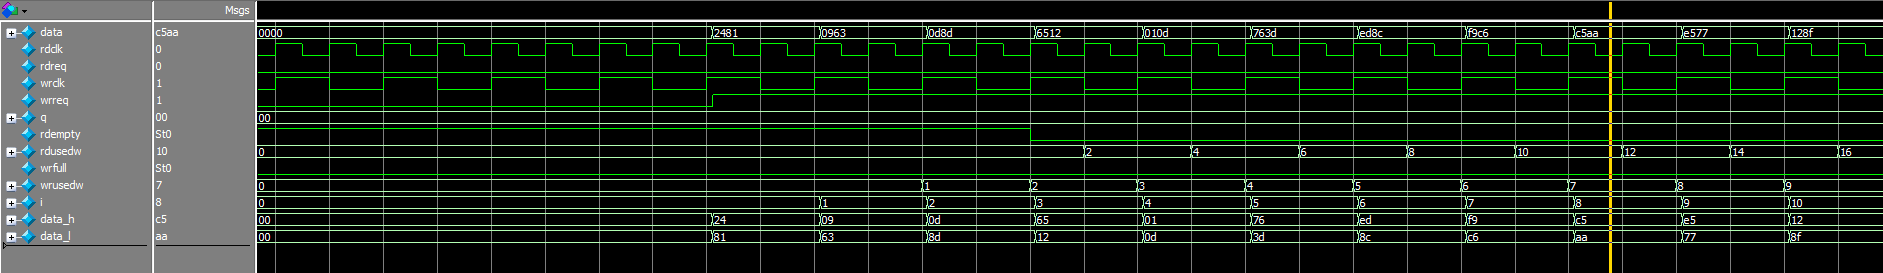 Msgs
data c5aa 0000 2481 0963 0d8d 6512 010d 763d ed8c f9c6 c5aa e577 128f
rdclk 0
rdreq 0
wrclk 1
wrreq 1
q 00 00
rdempty St0
rdusedw 10 0 2 4 6 8 10 12 14 16
wrfull St0
wrusedw 7 0 1 2 3 4 5 6 7 8 9
i 8 0 1 2 3 4 5 6 7 8 9 10
data_h c5 00 24 09 0d 65 01 76 ed f9 c5 e5 12
data_l aa 00 81 63 8d 12 0d 3d 8c c6 aa 77 8f